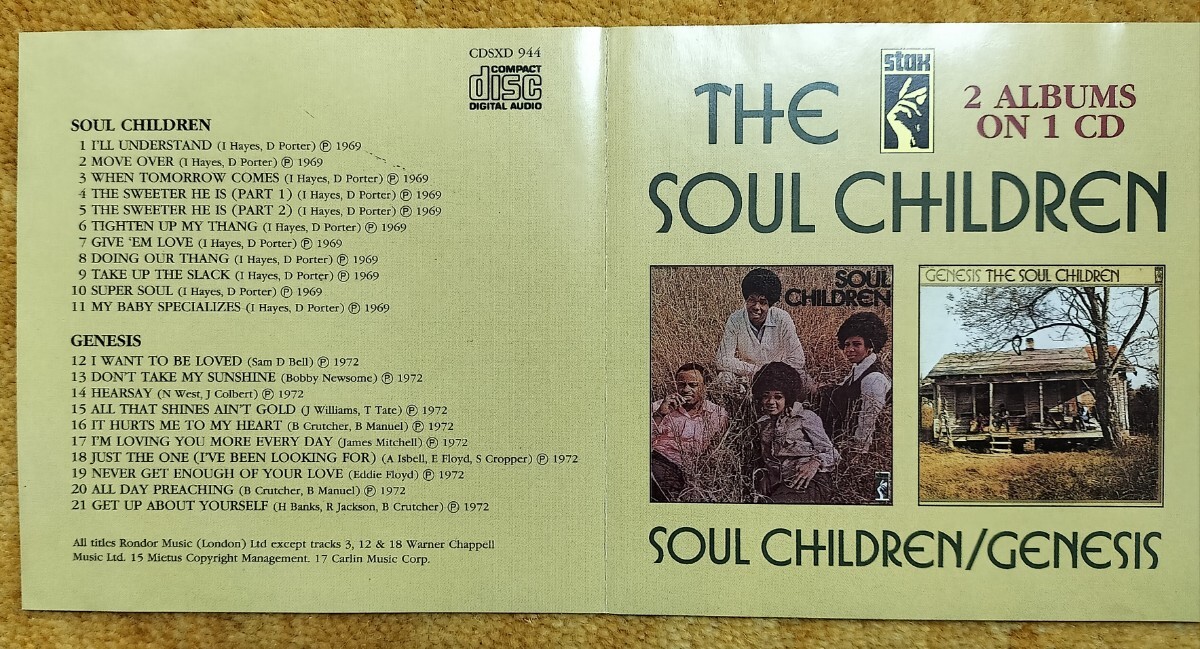 CDSXD 944
COMPACT
disc
DIGITAL AUDIO
SOUL CHILDREN
1 I'LL UNDERSTAND (I Hayes, D Porter) ℗ 1969
2 MOVE OVER (I Hayes, D Porter) ℗ 1969
3 WHEN TOMORROW COMES (I Hayes, D Porter) ℗ 1969
4 THE SWEETER HE IS (PART 1) (I Hayes, D Porter) ℗ 1969
5 THE SWEETER HE IS (PART 2) (I Hayes, D Porter) ℗ 1969
6 TIGHTEN UP MY THANG (I Hayes, D Porter) ℗ 1969
7 GIVE 'EM LOVE (I Hayes, D Porter) ℗ 1969
8 DOING OUR THANG (I Hayes, D Porter) ℗ 1969
9 TAKE UP THE SLACK (I Hayes, D Porter) ℗ 1969
10 SUPER SOUL (I Hayes, D Porter) ℗ 1969
11 MY BABY SPECIALIZES (I Hayes, D Porter) ℗ 1969
GENESIS
12 I WANT TO BE LOVED (Sam D Bell) ℗ 1972
13 DON'T TAKE MY SUNSHINE (Bobby Newsome) ℗ 1972
14 HEARSAY (N West, J Colbert) ℗ 1972
15 ALL THAT SHINES AIN'T GOLD (J Williams, T Tate) ℗ 1972
16 IT HURTS ME TO MY HEART (B Crutcher, B Manuel) ℗ 1972
17 I'M LOVING YOU MORE EVERY DAY (James Mitchell) ℗ 1972
18 JUST THE ONE (I'VE BEEN LOOKING FOR) (A Isbell, E Floyd, S Cropper) ℗ 1972
19 NEVER GET ENOUGH OF YOUR LOVE (Eddie Floyd) ℗ 1972
20 ALL DAY PREACHING (B Crutcher, B Manuel) ℗ 1972
21 GET UP ABOUT YOURSELF (H Banks, R Jackson, B Crutcher) ℗ 1972
All titles Rondor Music (London) Ltd except tracks 3, 12 & 18 Warner Chappell
Music Ltd. 15 Mietus Copyright Management. 17 Carlin Music Corp.
THE
stax
2 ALBUMS
ON 1 CD
SOUL CHILDREN
SOUL
CHILDREN
GENESIS THE SOUL CHILDREN
SOUL CHILDREN/GENESIS